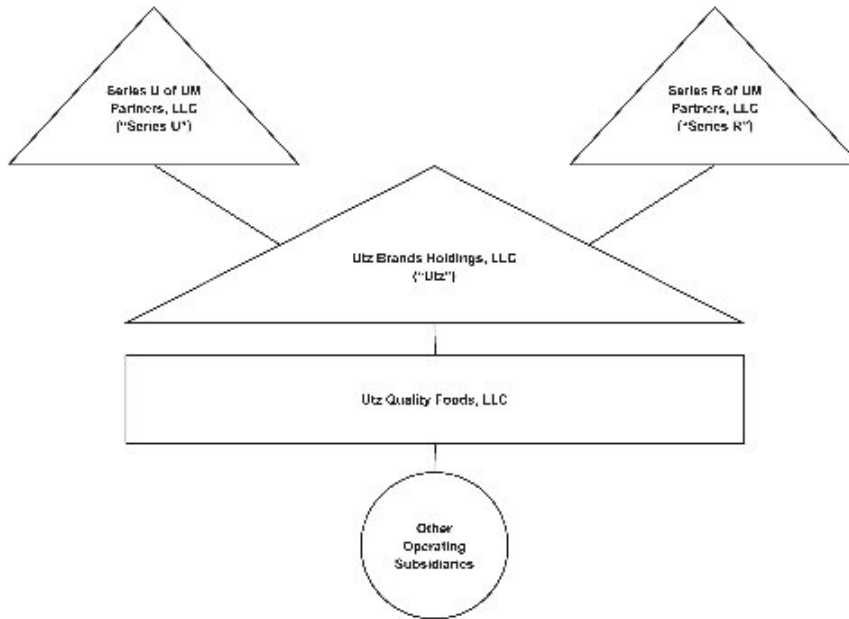 Series U of UM
Partners, LLC
("Series U")
Series R of UM
Partners, LLC
("Series R")
Utz Brands Holdings, LLC
("Utz")
Utz Quality Foods, LLC
Other
Operating
Subsidiaries